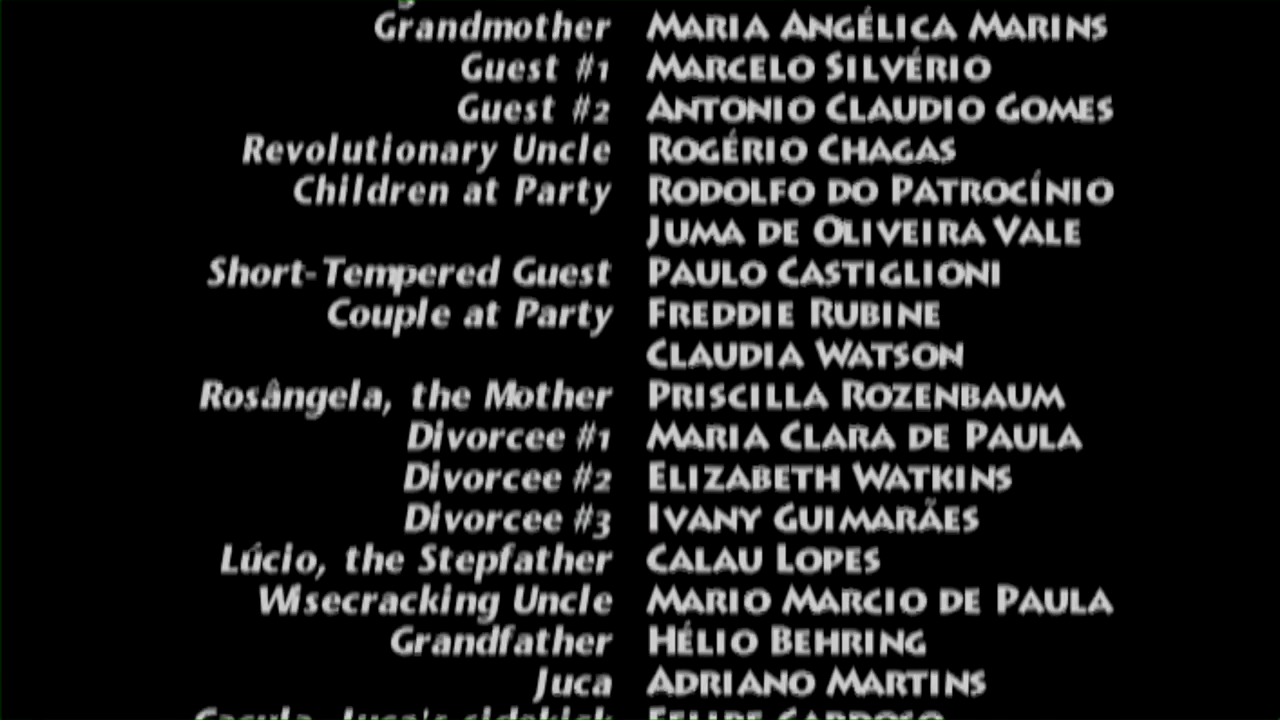 Grandmother MARIA ANGÉLICA MARINS
Guest #1 MARCELO SILVÉRIO
Guest #2 ANTONIO CLAUDIO GOMES
Revolutionary Uncle ROGÉRIO CHAGAS
Children at Party RODOLFO DO PATROCÍNIO
JUMA DE OLIVEIRA VALE
Short-Tempered Guest PAULO CASTIGLIONI
Couple at Party FREDDIE RUBINE
CLAUDIA WATSON
Rosângela, the Mother PRISCILLA ROZENBAUM
Divorcee #1 MARIA CLARA DE PAULA
Divorcee #2 ELIZABETH WATKINS
Divorcee #3 IVANY GUIMARÃES
Lúcio, the Stepfather CALAU LOPES
Wisecracking Uncle MARIO MARCIO DE PAULA
Grandfather HÉLIO BEHRING
Juca ADRIANO MARTINS